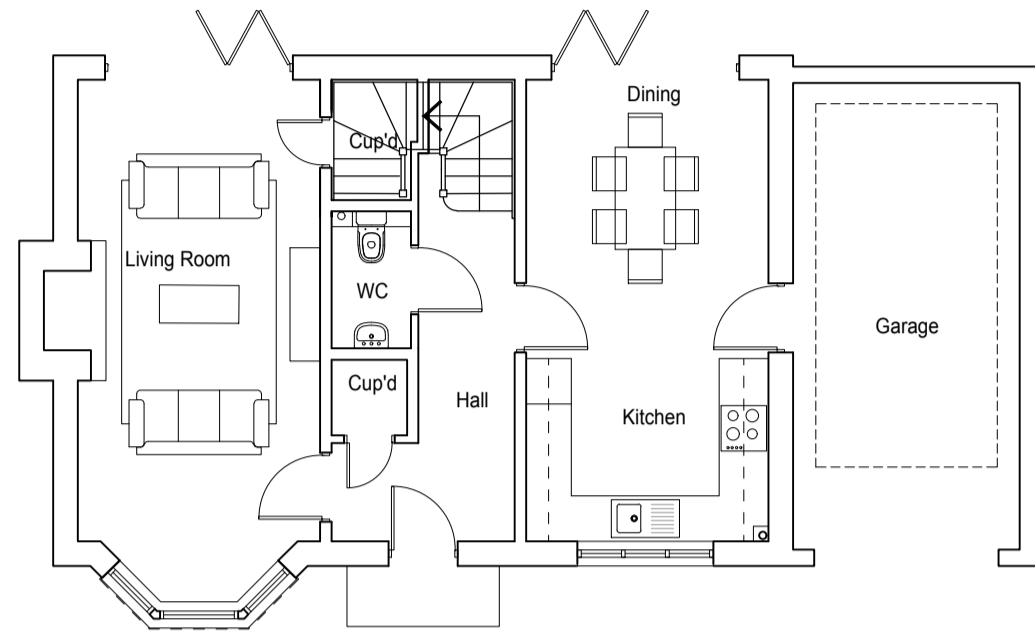 Dining
Cup'd
Living Room
WC
Garage
Cup'd
Hall
Kitchen